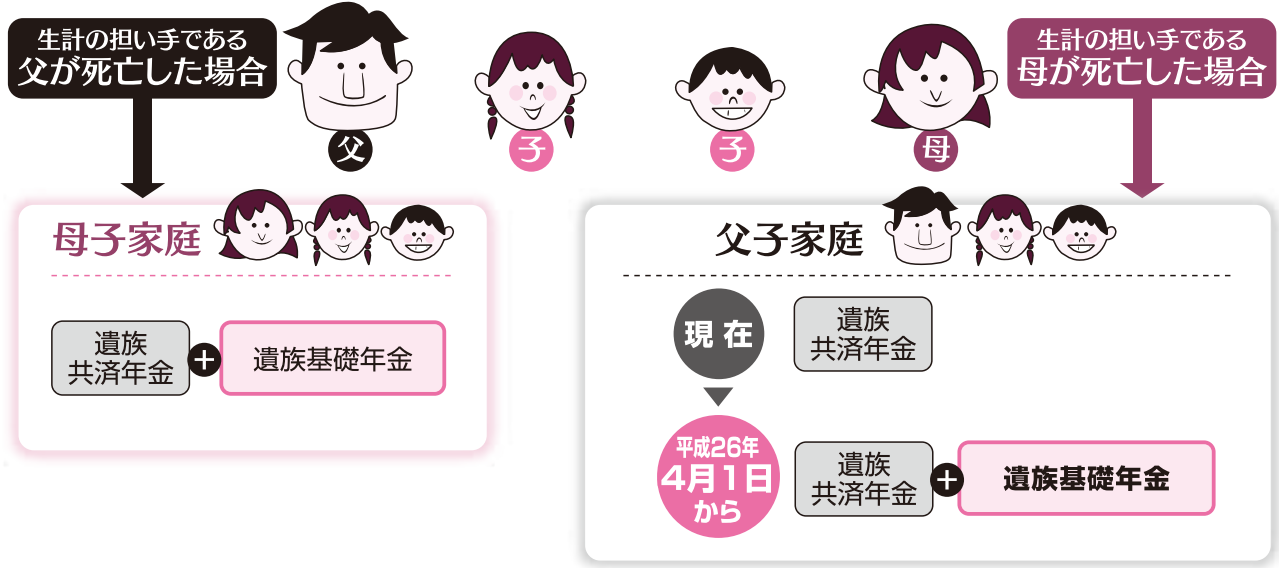 生計の担い手である
父が死亡した場合
父
子
子
母
生計の担い手である
母が死亡した場合
母子家庭
遺族
共済年金
+
遺族基礎年金
父子家庭
現在
遺族
共済年金
平成26年
4月1日
から
遺族
共済年金
+
遺族基礎年金